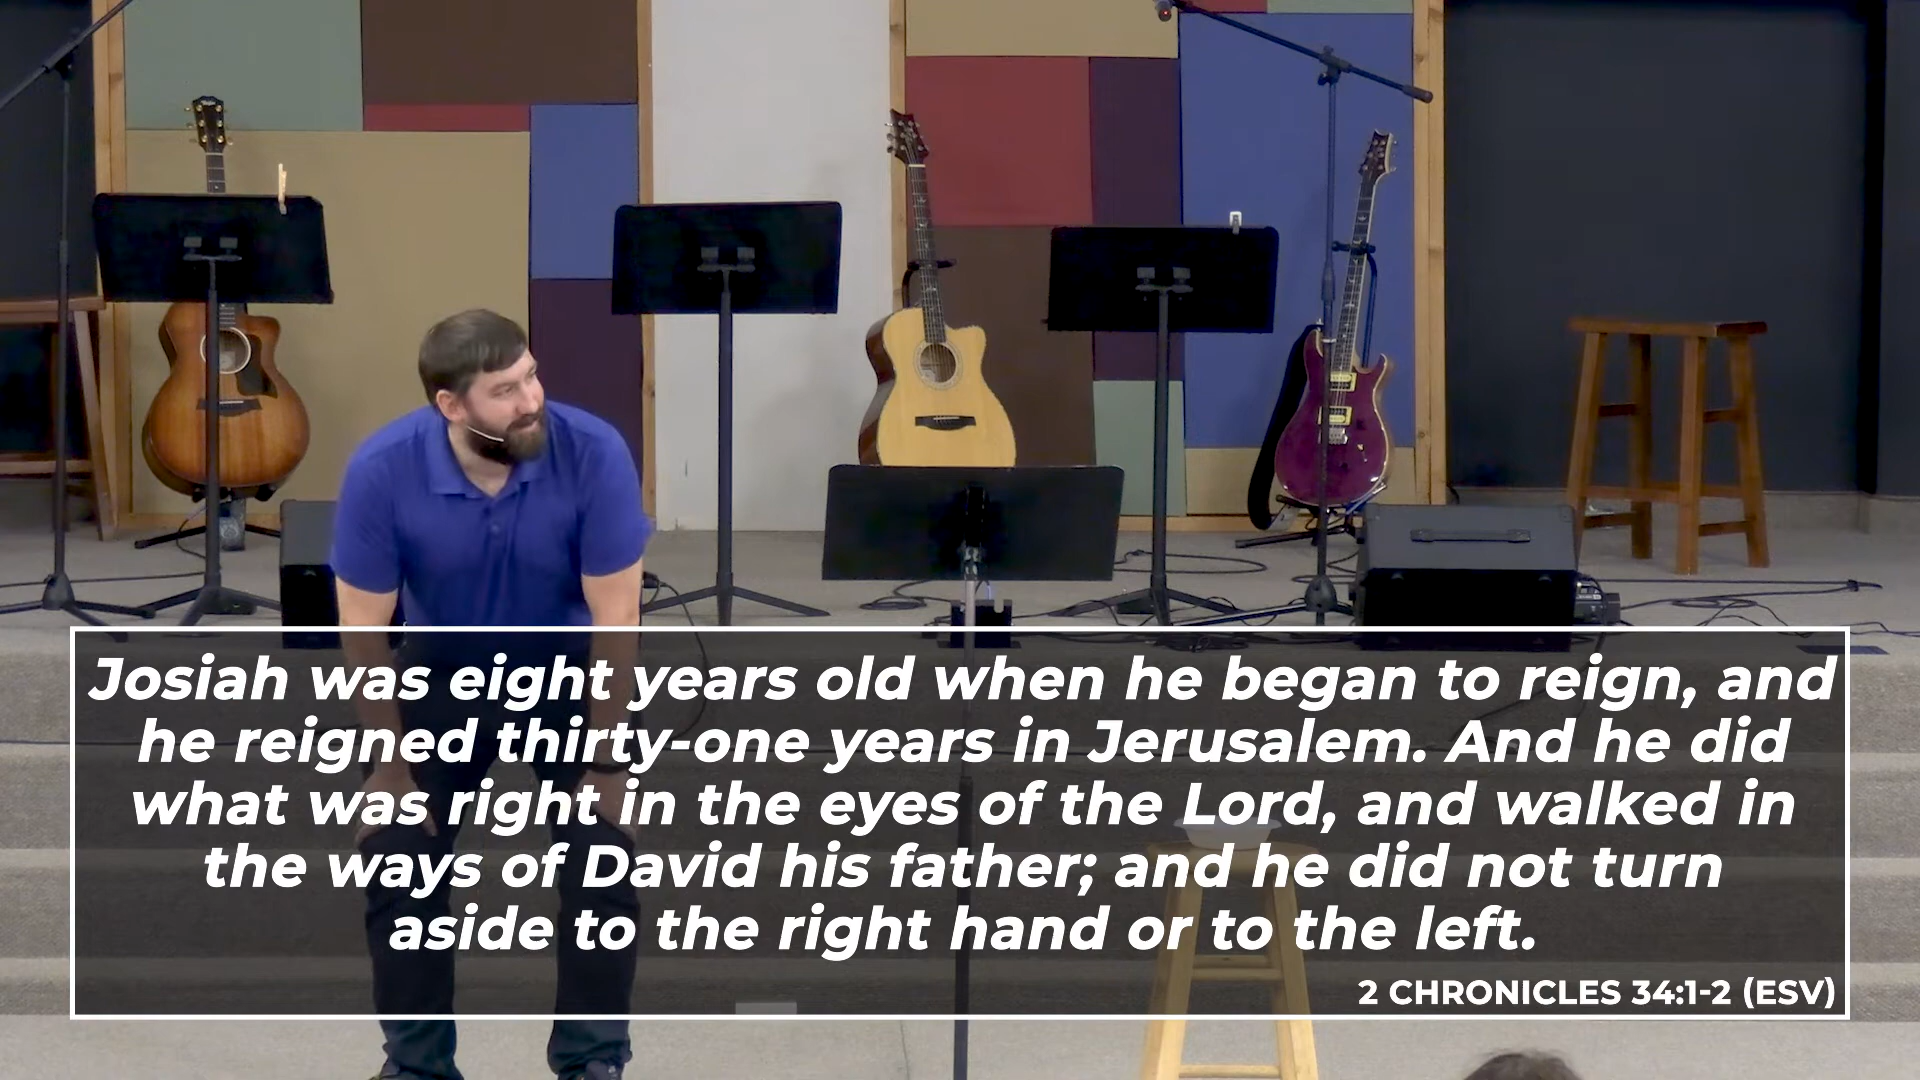 Josiah was eight years old when he began to reign, and
he reigned thirty-one years in Jerusalem. And he did
what was right in the eyes of the Lord, and walked in
the ways of David his father; and he did not turn
aside to the right hand or to the left.
2 CHRONICLES 34:1-2 (ESV)